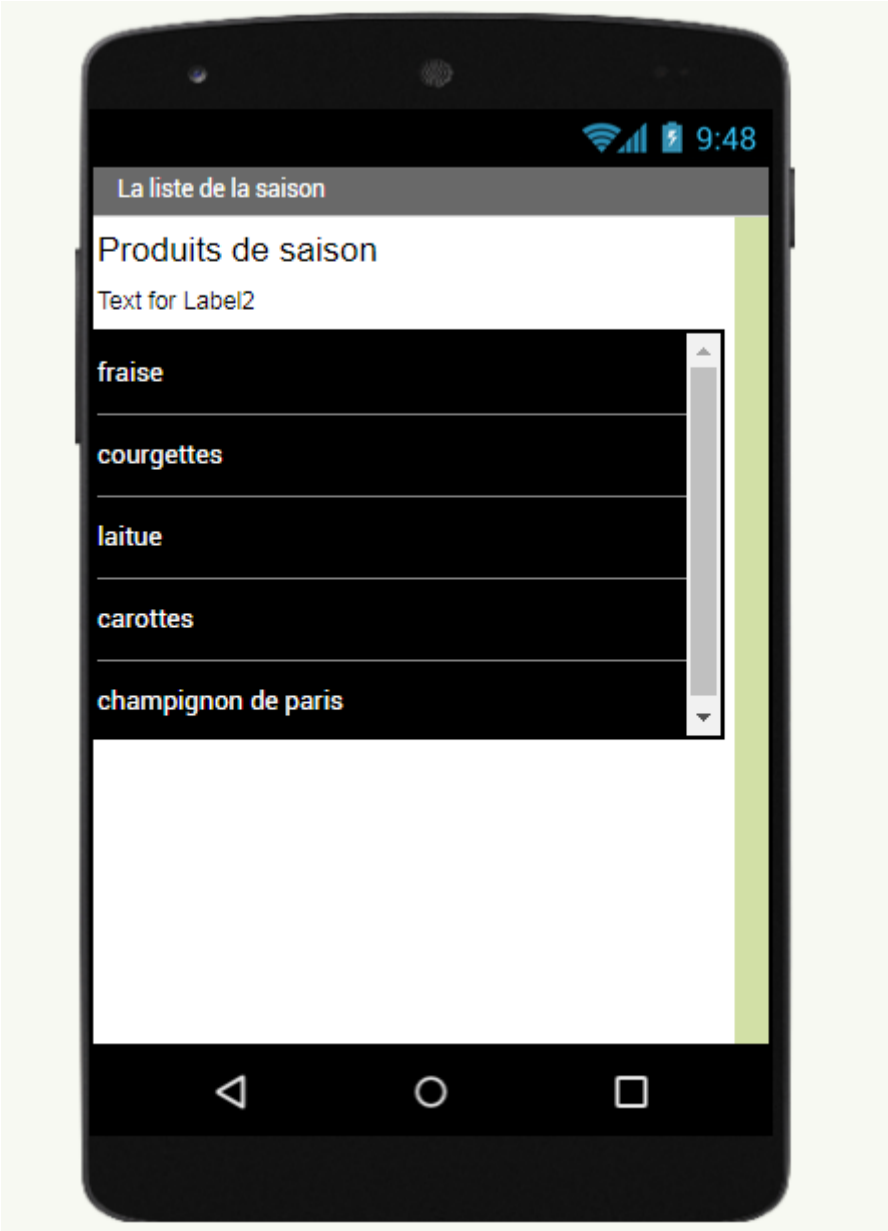 9:48
La liste de la saison
Produits de saison
Text for Label2
fraise
courgettes
laitue
carottes
champignon de paris